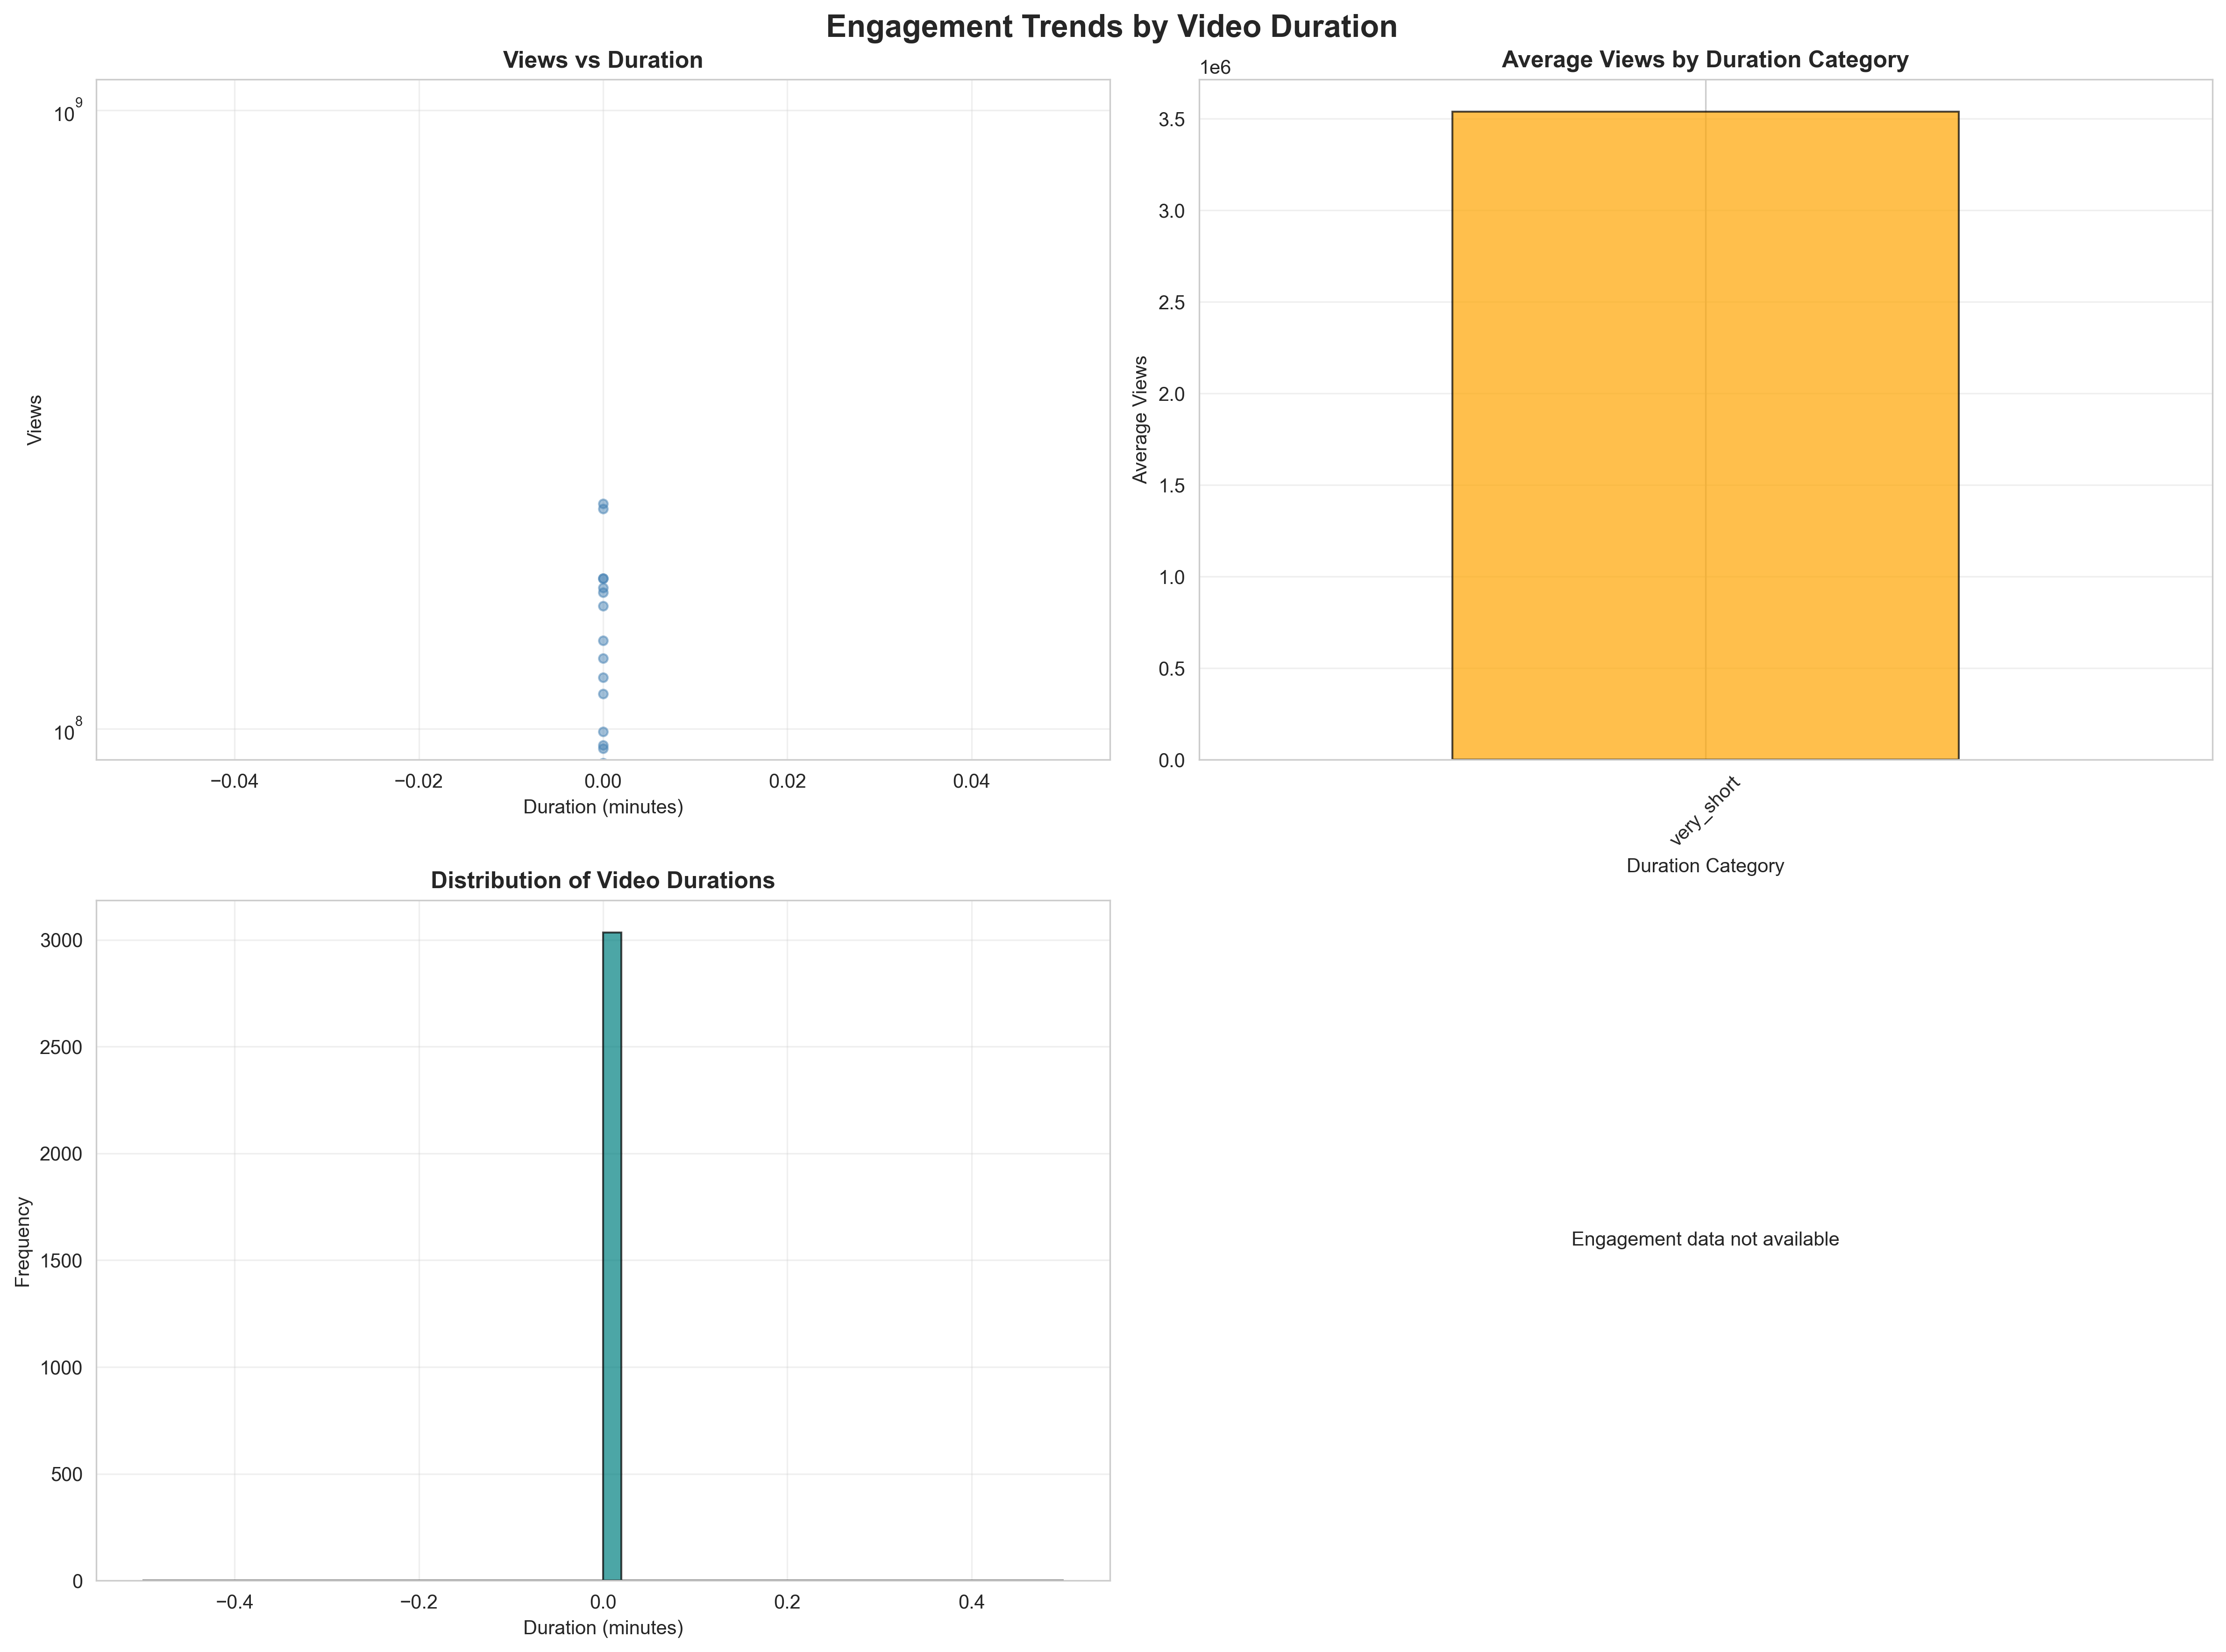 Engagement Trends by Video Duration
Views vs Duration
10^9
10^8
Views
−0.04 −0.02 0.00 0.02 0.04
Duration (minutes)
Average Views by Duration Category
1e6
3.5
3.0
2.5
2.0
1.5
1.0
0.5
0.0
Average Views
very_short
Duration Category
Distribution of Video Durations
3000
2500
2000
1500
1000
500
0
Frequency
−0.4 −0.2 0.0 0.2 0.4
Duration (minutes)
Engagement data not available